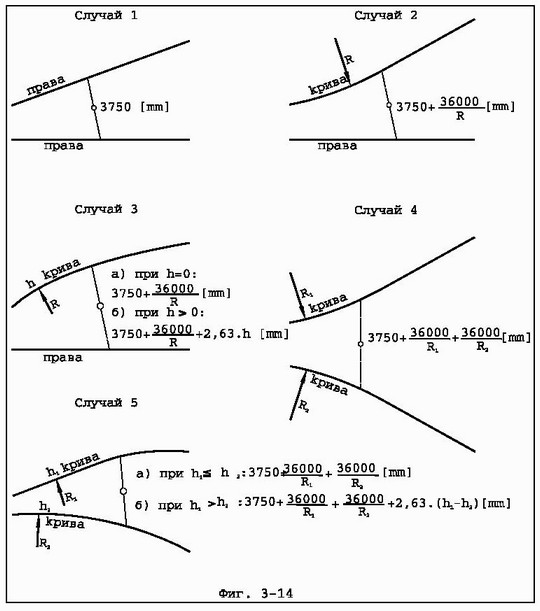 Случай 1
права
3750 [mm]
права
Случай 2
R
крива
3750+ 36000/R [mm]
права
Случай 3
h крива
R
а) при h=0:
3750+ 36000/R [mm]
б) при h>0:
3750+ 36000/R +2,63.h [mm]
права
Случай 4
R₁
крива
3750+ 36000/R₁ + 36000/R₂ [mm]
крива
R₂
Случай 5
h₁ крива
R₁
а) при h₁≤ h₂:3750+ 36000/R₁ + 36000/R₂ [mm]
б) при h₁ >h₂ :3750+ 36000/R₁ + 36000/R₂ +2,63.(h₁-h₂)[mm]
h₂
крива
R₂
Фиг. 3-14